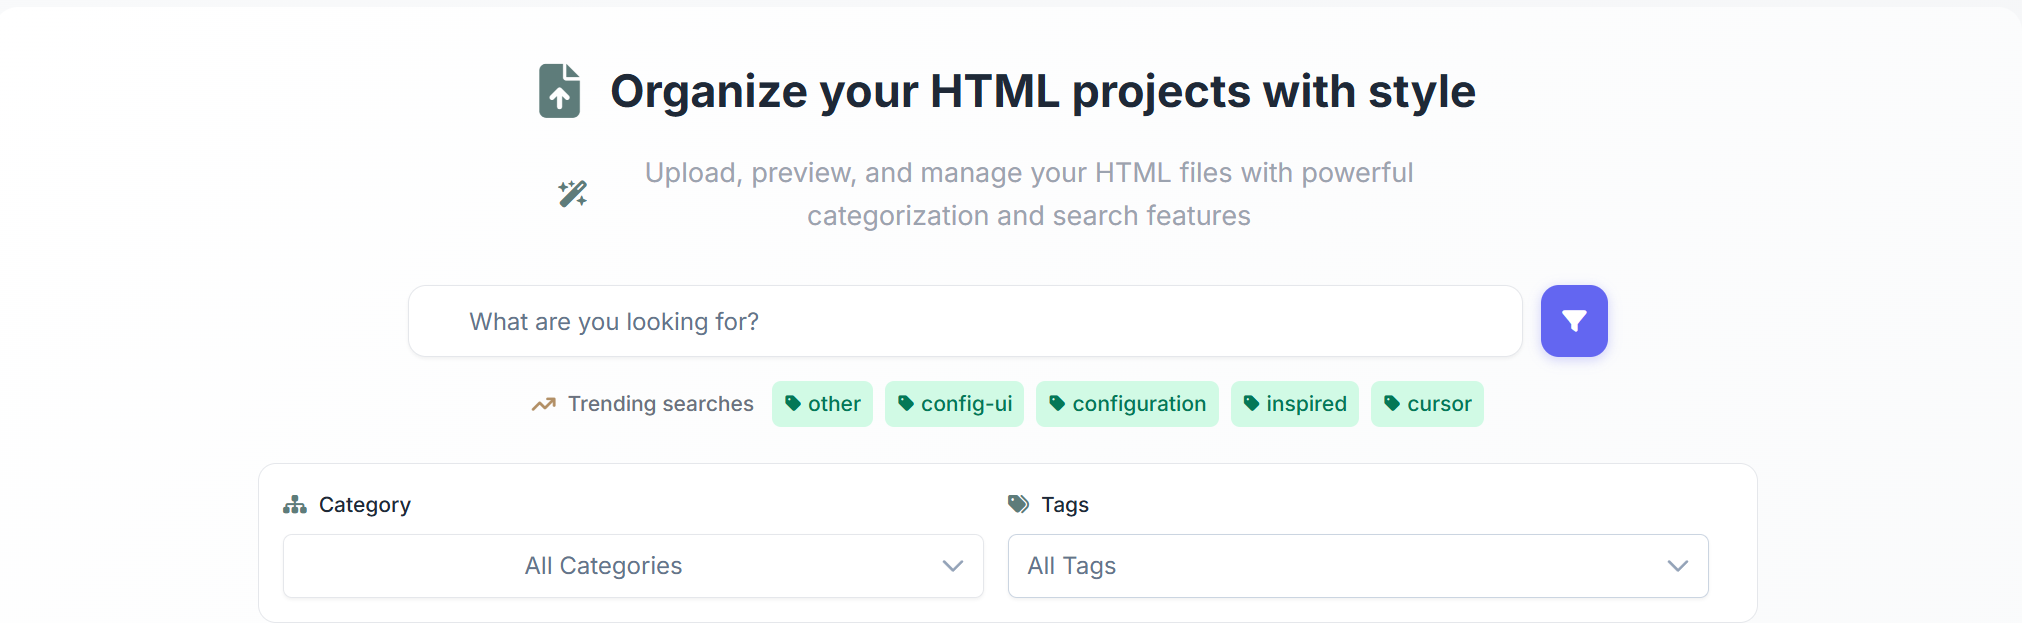 Organize your HTML projects with style
Upload, preview, and manage your HTML files with powerful
categorization and search features
What are you looking for?
Trending searches other config-ui configuration inspired cursor
Category Tags
All Categories All Tags